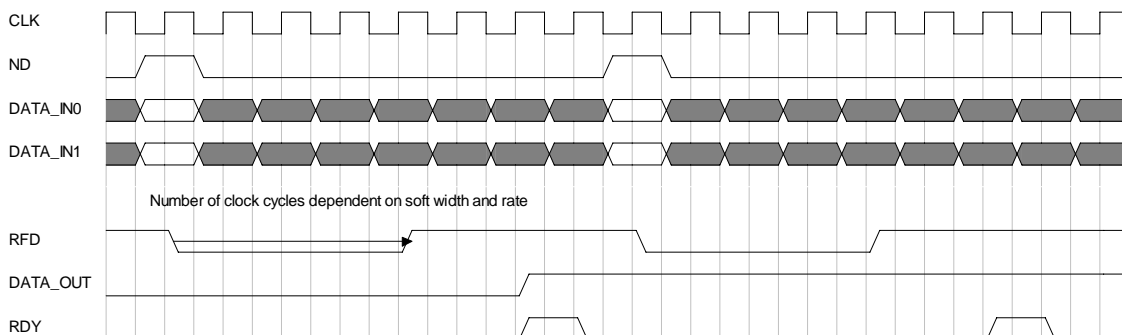 CLK
ND
DATA_IN0
DATA_IN1
Number of clock cycles dependent on soft width and rate
RFD
DATA_OUT
RDY